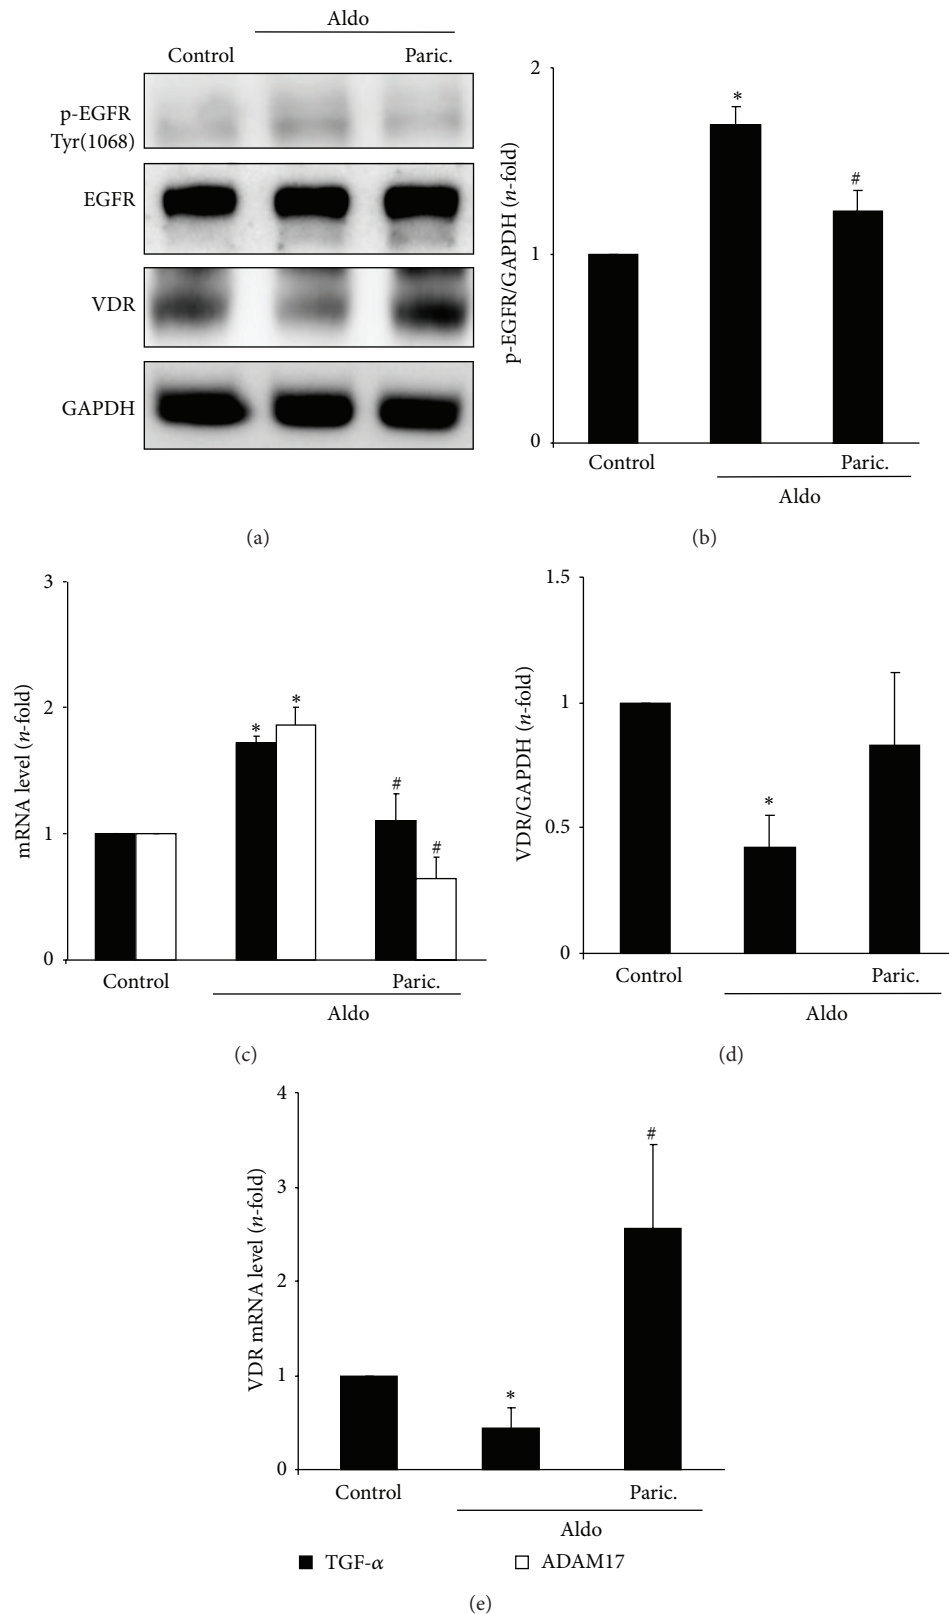 Aldo
Control Paric.
p-EGFR
Tyr(1068)
EGFR
VDR
GAPDH
(a)
2
1
0
p-EGFR/GAPDH (n-fold)
*
#
Control Paric.
Aldo
(b)
3
2
1
0
mRNA level (n-fold)
* *
# #
Control Paric.
Aldo
(c)
1.5
1
0.5
0
VDR/GAPDH (n-fold)
*
Control Paric.
Aldo
(d)
4
3
2
1
0
VDR mRNA level (n-fold)
*
#
Control Paric.
Aldo
TGF-α ADAM17
(e)